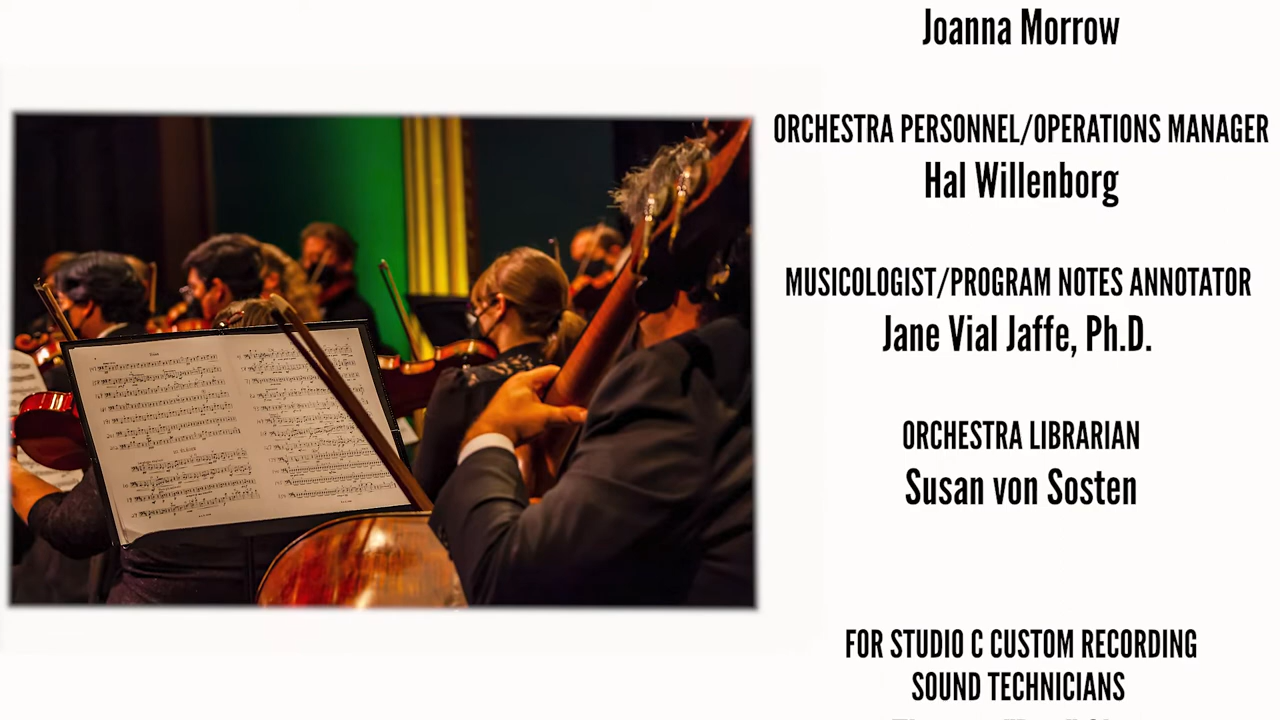 Joanna Morrow
ORCHESTRA PERSONNEL/OPERATIONS MANAGER
Hal Willenborg
MUSICOLOGIST/PROGRAM NOTES ANNOTATOR
Jane Vial Jaffe, Ph.D.
ORCHESTRA LIBRARIAN
Susan von Sosten
FOR STUDIO C CUSTOM RECORDING
SOUND TECHNICIANS